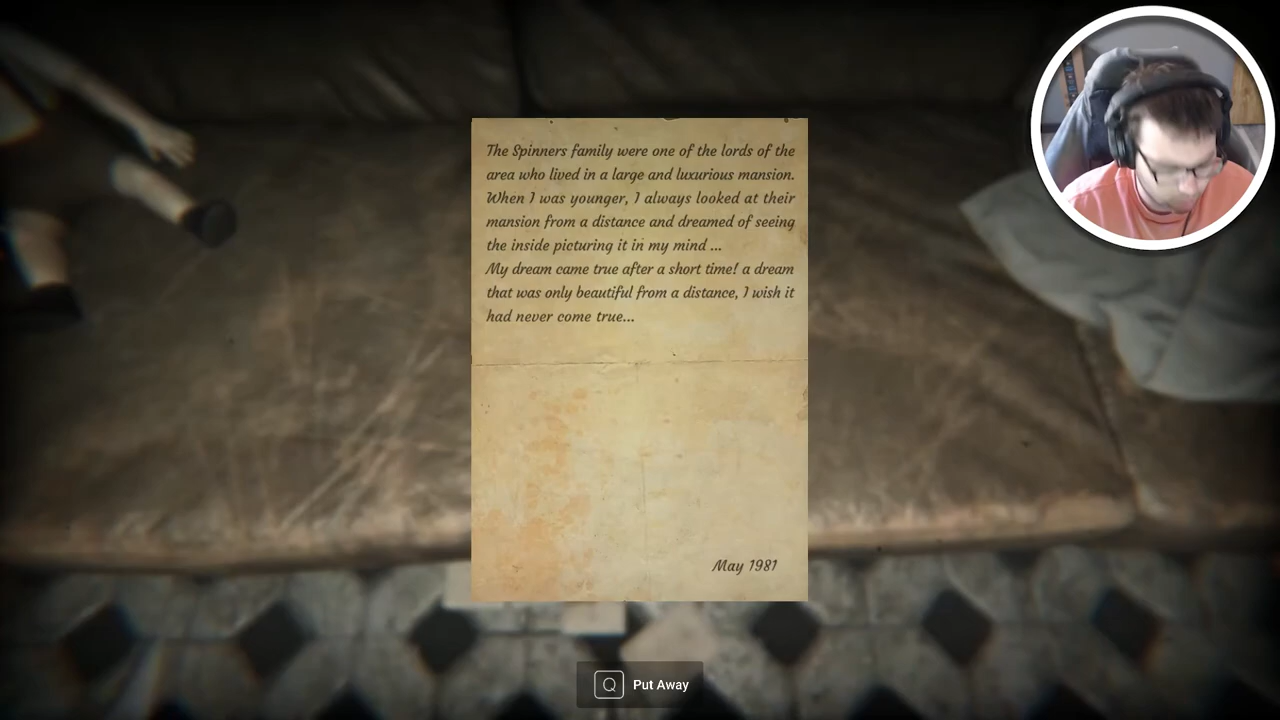 The Spinners family were one of the lords of the
area who lived in a large and luxurious mansion.
When I was younger, I always looked at their
mansion from a distance and dreamed of seeing
the inside picturing it in my mind ...
My dream came true after a short time! a dream
that was only beautiful from a distance, I wish it
had never come true...
May 1981
Q Put Away